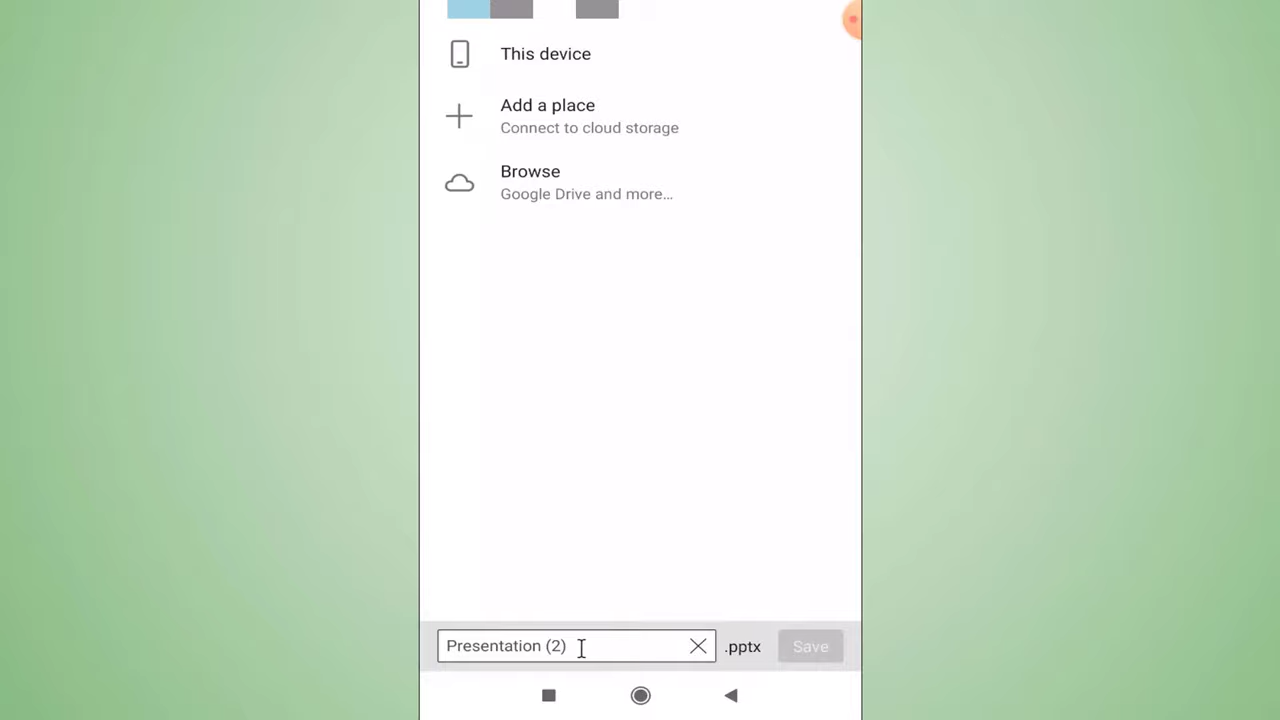 This device
Add a place
Connect to cloud storage
Browse
Google Drive and more...
Presentation (2)
.pptx
Save